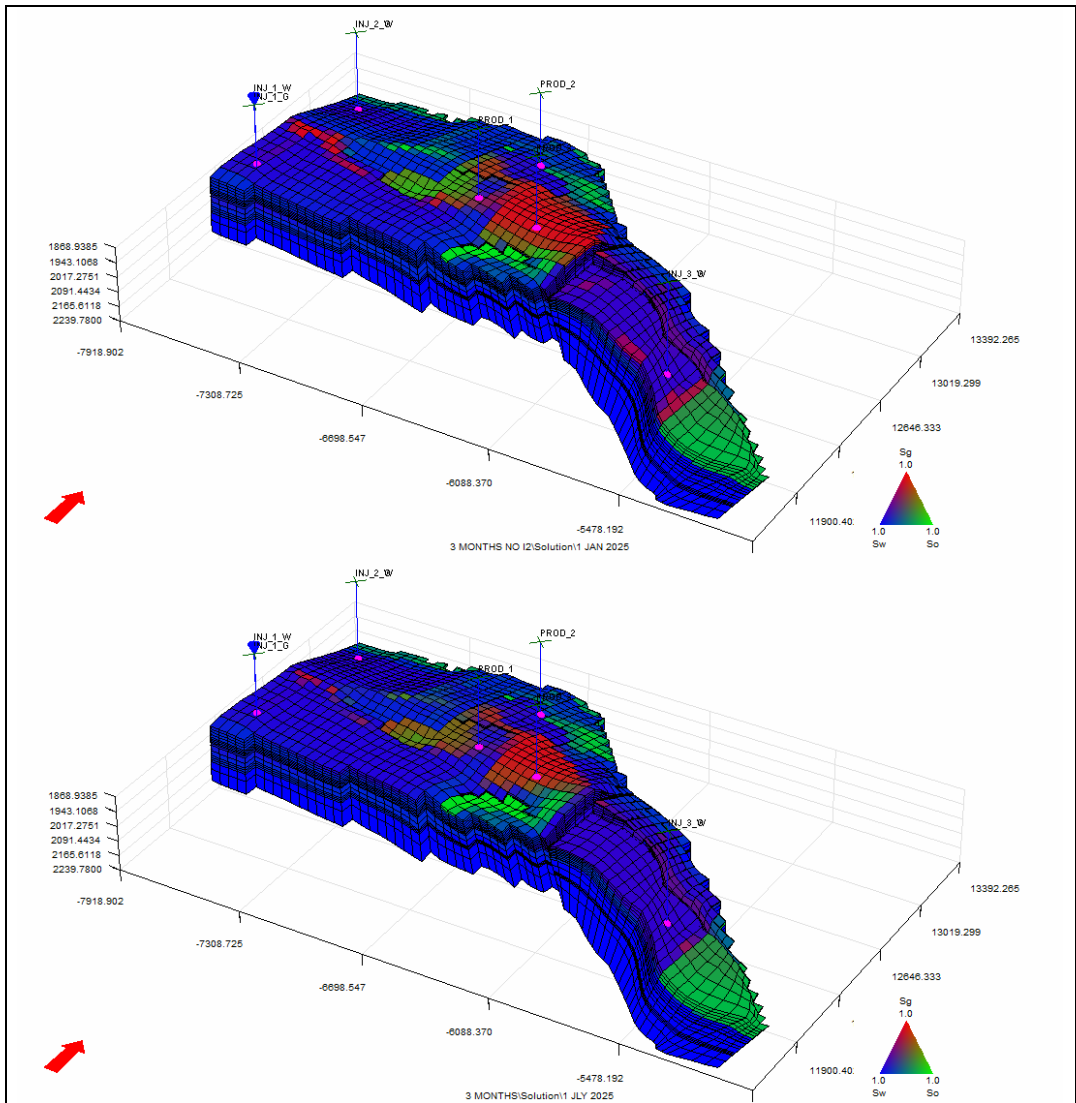 INJ_2_W
INJ_1_W
INJ_1_G
PROD_2
PROD_1
INJ_3_W
1868.9385
1943.1068
2017.2751
2091.4434
2165.6118
2239.7800
-7918.902
-7308.725
-6698.547
-6088.370
-5478.192
13392.265
13019.299
12646.333
11900.40
Sg
1.0
1.0 1.0
Sw So
3 MONTHS NO I2\Solution\1 JAN 2025
INJ_2_W
INJ_1_W
INJ_1_G
PROD_2
PROD_1
INJ_3_W
1868.9385
1943.1068
2017.2751
2091.4434
2165.6118
2239.7800
-7918.902
-7308.725
-6698.547
-6088.370
-5478.192
13392.265
13019.299
12646.333
11900.40
Sg
1.0
1.0 1.0
Sw So
3 MONTHS\Solution\1 JLY 2025